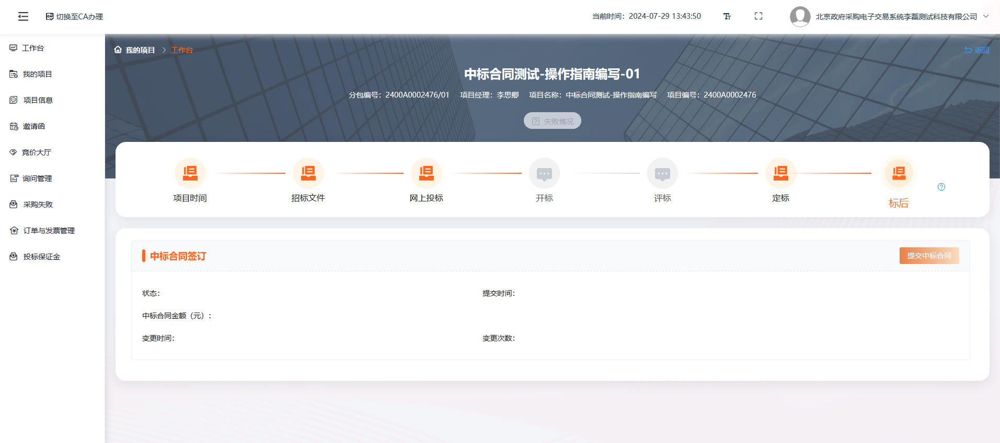 切换至CA办理
当前时间：2024-07-29 13:43:50
北京政府采购电子交易系统李磊测试科技有限公司
工作台
我的项目
项目信息
邀请函
竞价大厅
询问管理
采购失败
订单与发票管理
投标保证金
我的项目 > 工作台
返回
中标合同测试-操作指南编写-01
分包编号：2400A0002476/01 项目经理：李思卿 项目名称：中标合同测试-操作指南编写 项目编号：2400A0002476
失败情况
项目时间 招标文件 网上投标 开标 评标 定标 标后
中标合同签订
提交中标合同
状态： 提交时间：
中标合同金额（元）：
变更时间： 变更次数：